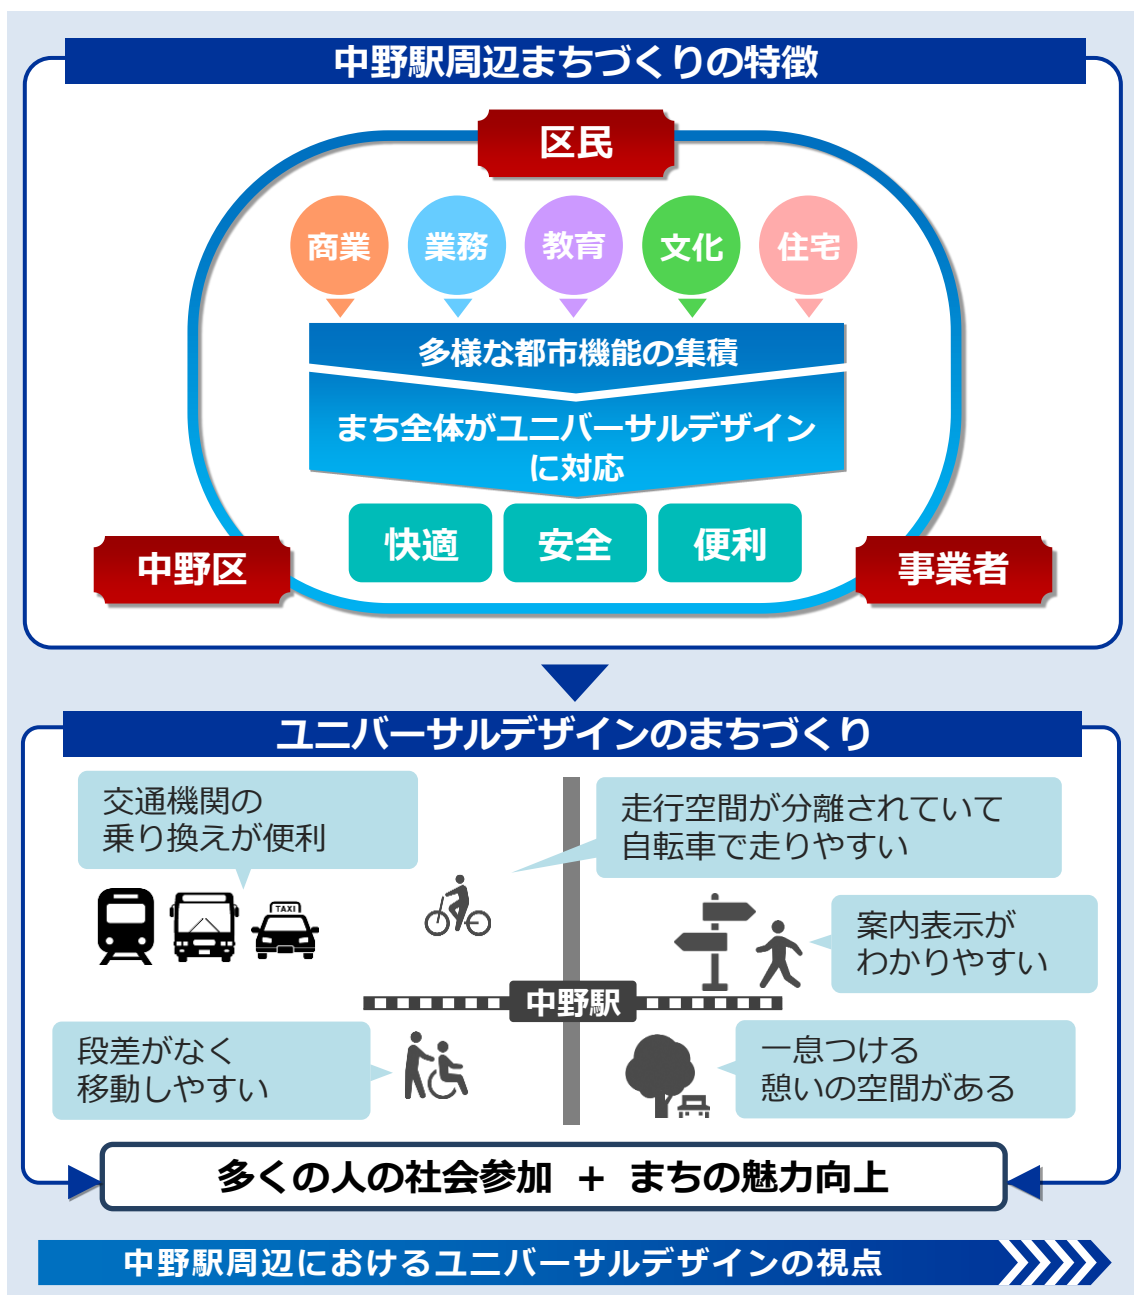 中野駅周辺まちづくりの特徴
区民
商業
業務
教育
文化
住宅
多様な都市機能の集積
まち全体がユニバーサルデザイン
に対応
快適
安全
便利
中野区
事業者
ユニバーサルデザインのまちづくり
交通機関の
乗り換えが便利
走行空間が分離されていて
自転車で走りやすい
TAXI
案内表示が
わかりやすい
中野駅
段差がなく
移動しやすい
一息つける
憩いの空間がある
多くの人の社会参加 + まちの魅力向上
中野駅周辺におけるユニバーサルデザインの視点